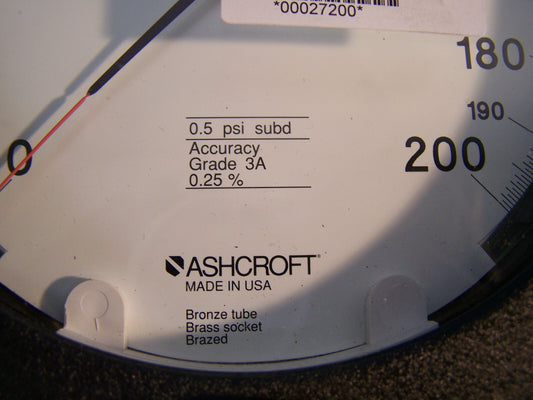 *00027200*
180
190
200
0
0.5 psi subd
Accuracy
Grade 3A
0.25 %
ASHCROFT®
MADE IN USA
Bronze tube
Brass socket
Brazed